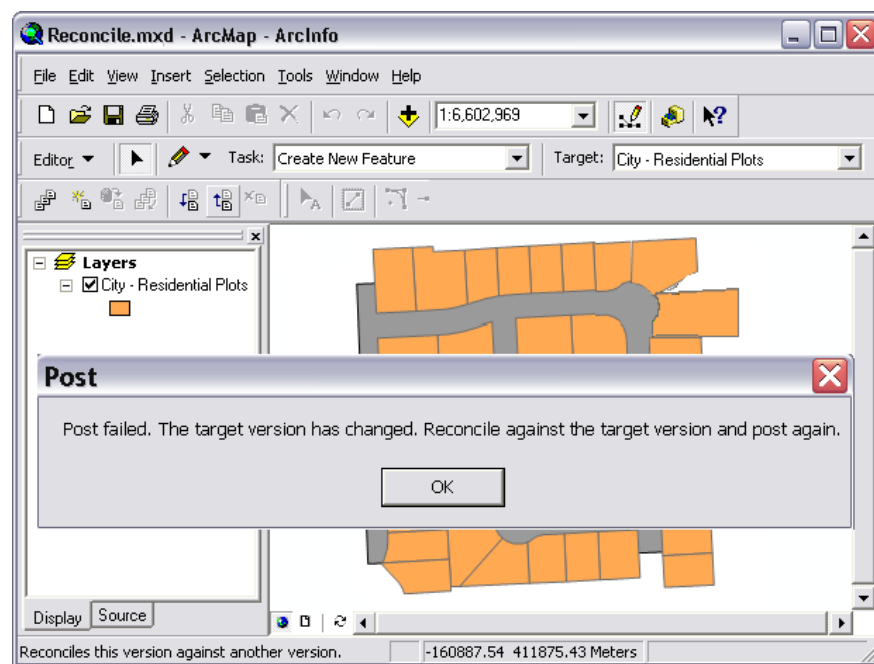 Reconcile.mxd - ArcMap - ArcInfo
File Edit View Insert Selection Tools Window Help
1:6,602,969
Editor Task: Create New Feature Target: City - Residential Plots
Layers
City - Residential Plots
Post
Post failed. The target version has changed. Reconcile against the target version and post again.
OK
Display Source
Reconciles this version against another version. -160887.54 411875.43 Meters